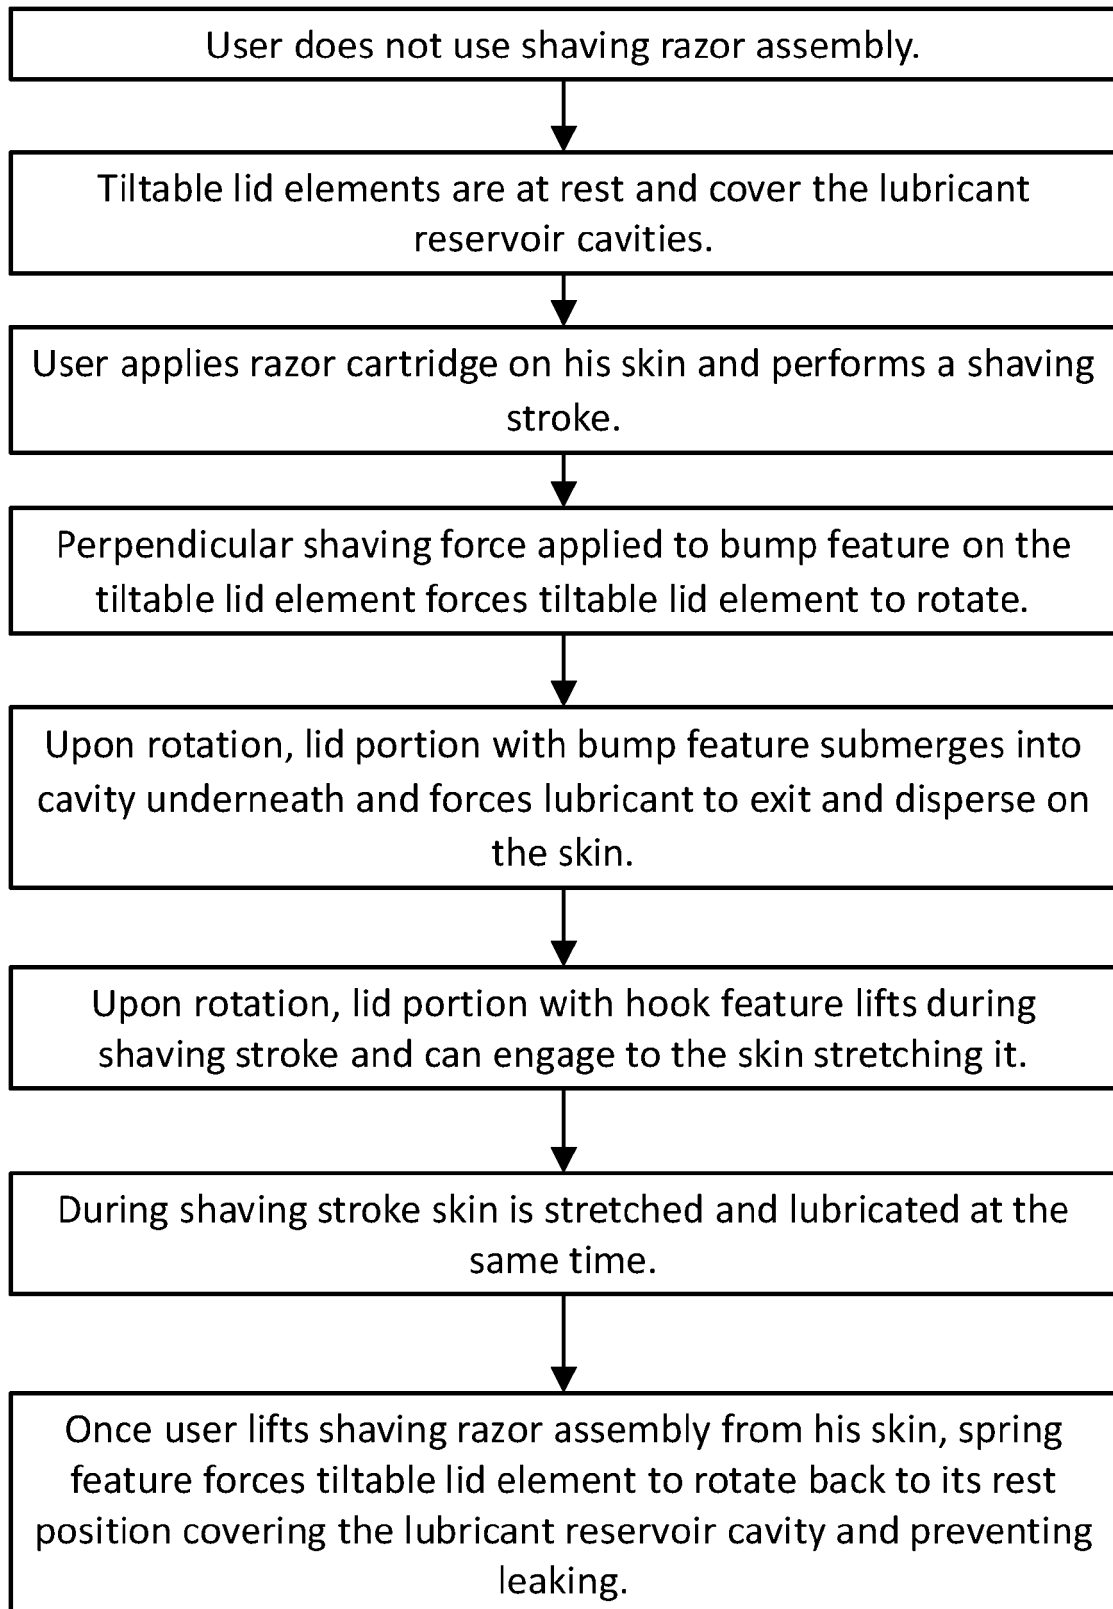 User does not use shaving razor assembly.
Tiltable lid elements are at rest and cover the lubricant
reservoir cavities.
User applies razor cartridge on his skin and performs a shaving
stroke.
Perpendicular shaving force applied to bump feature on the
tiltable lid element forces tiltable lid element to rotate.
Upon rotation, lid portion with bump feature submerges into
cavity underneath and forces lubricant to exit and disperse on
the skin.
Upon rotation, lid portion with hook feature lifts during
shaving stroke and can engage to the skin stretching it.
During shaving stroke skin is stretched and lubricated at the
same time.
Once user lifts shaving razor assembly from his skin, spring
feature forces tiltable lid element to rotate back to its rest
position covering the lubricant reservoir cavity and preventing
leaking.